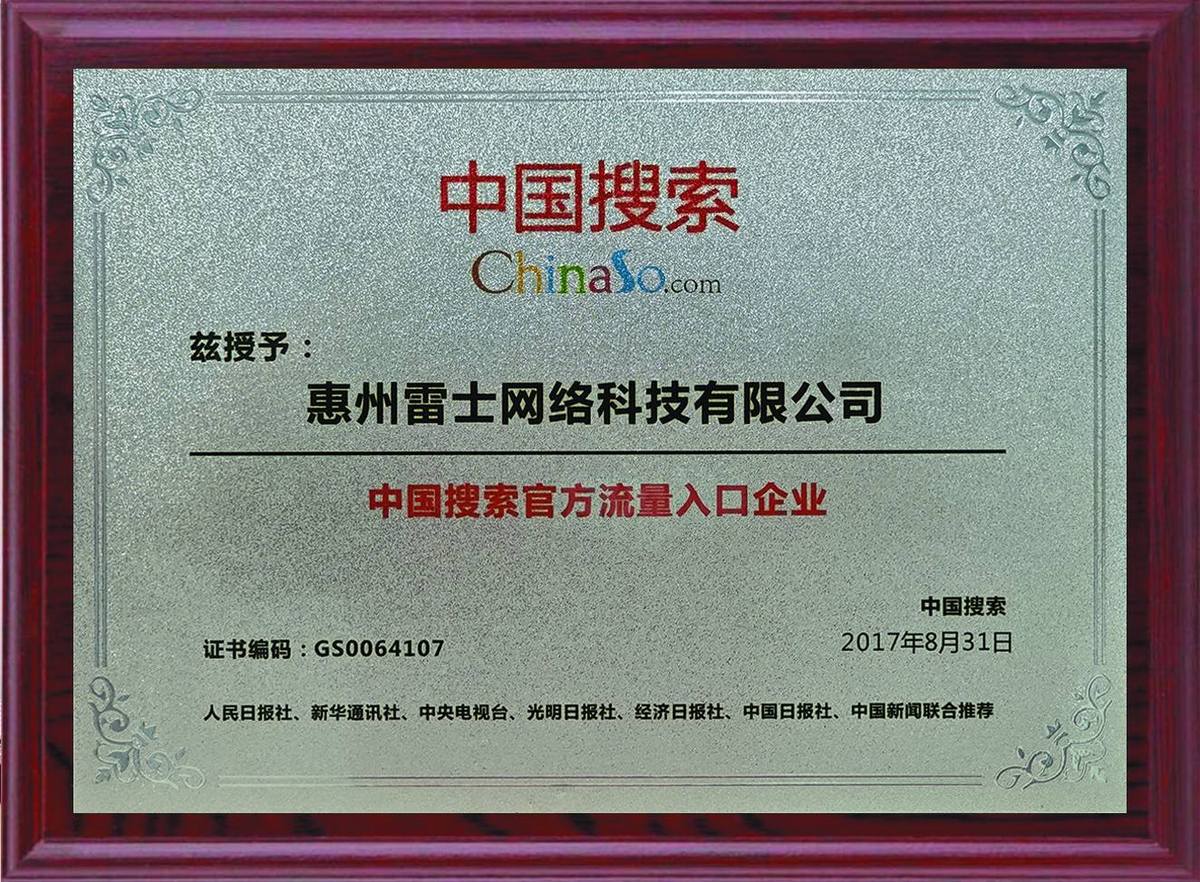 中国搜索
ChinaSo.com
兹授予：
惠州雷士网络科技有限公司
中国搜索官方流量入口企业
中国搜索
证书编码：GS0064107
2017年8月31日
人民日报社、新华通讯社、中央电视台、光明日报社、经济日报社、中国日报社、中国新闻联合推荐